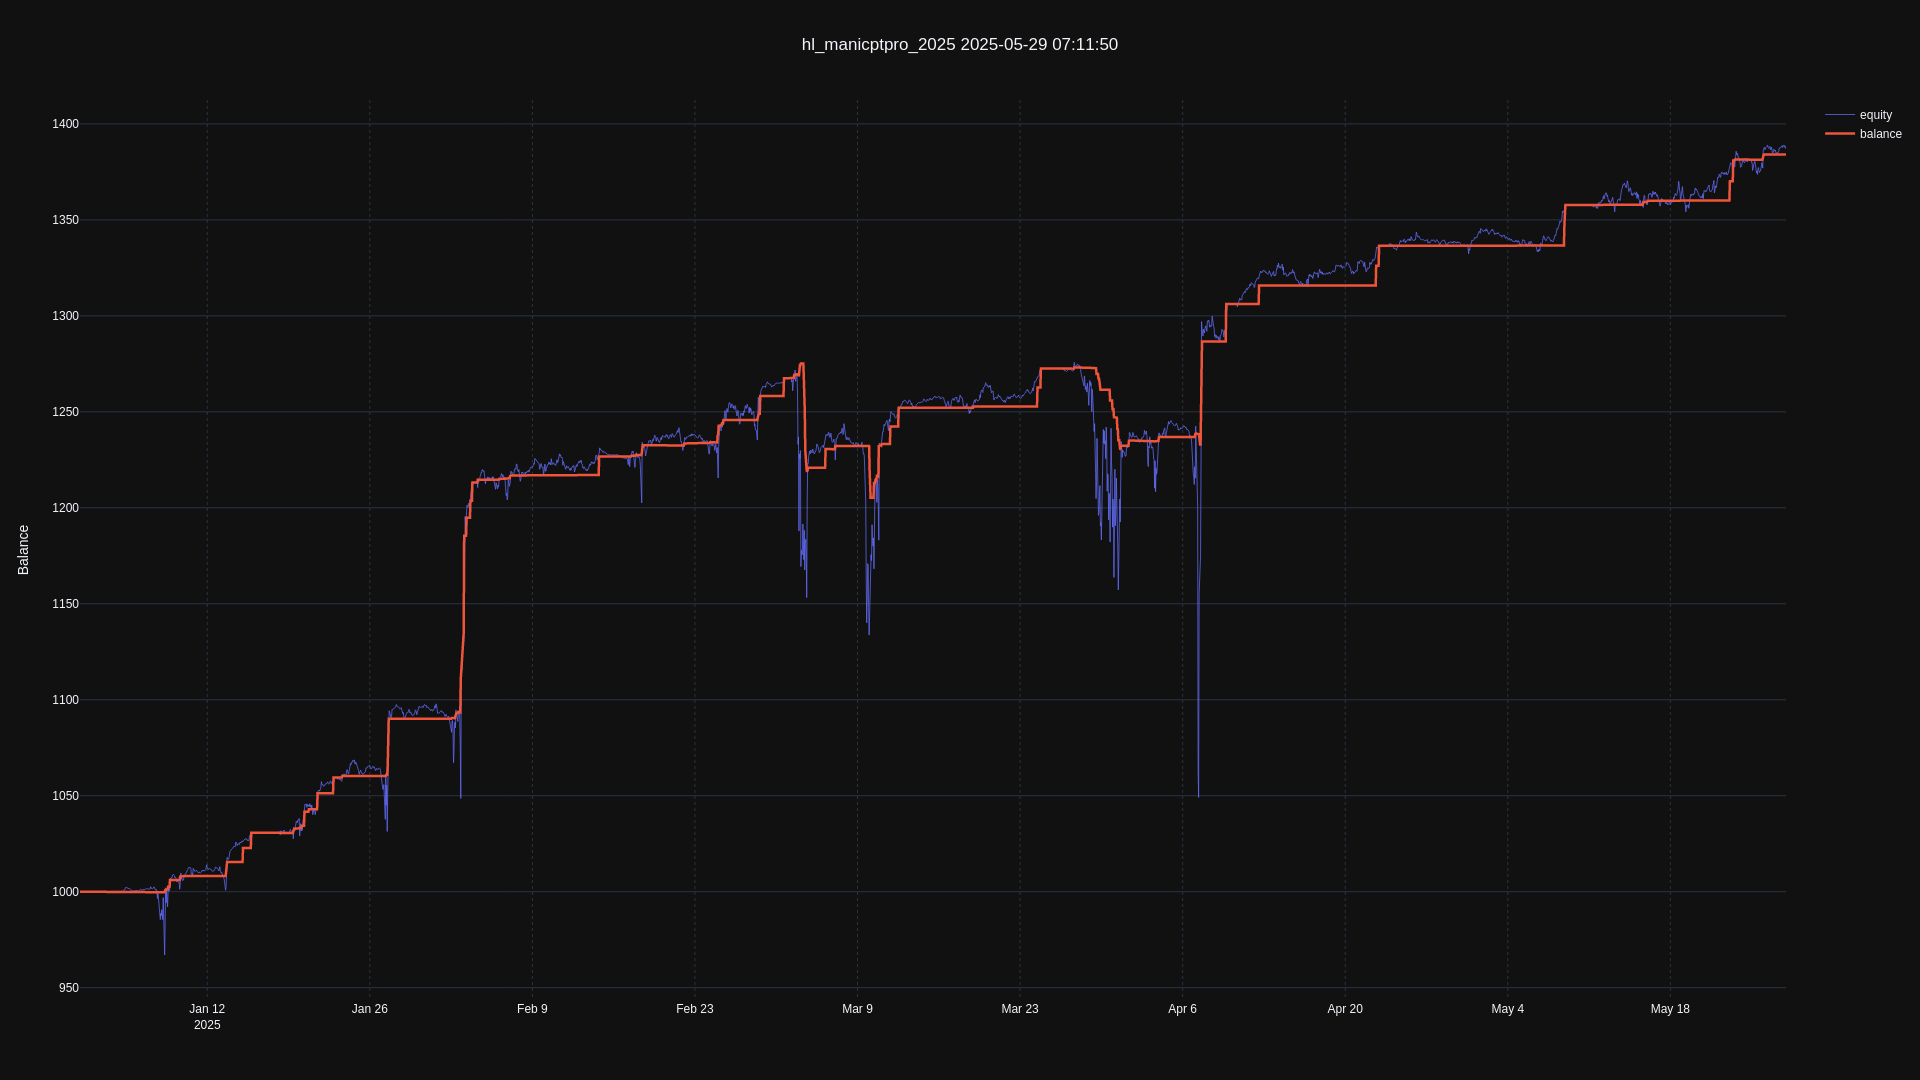 hl_manicptpro_2025 2025-05-29 07:11:50
equity
balance
Balance
1400
1350
1300
1250
1200
1150
1100
1050
1000
950
Jan 12
2025
Jan 26
Feb 9
Feb 23
Mar 9
Mar 23
Apr 6
Apr 20
May 4
May 18